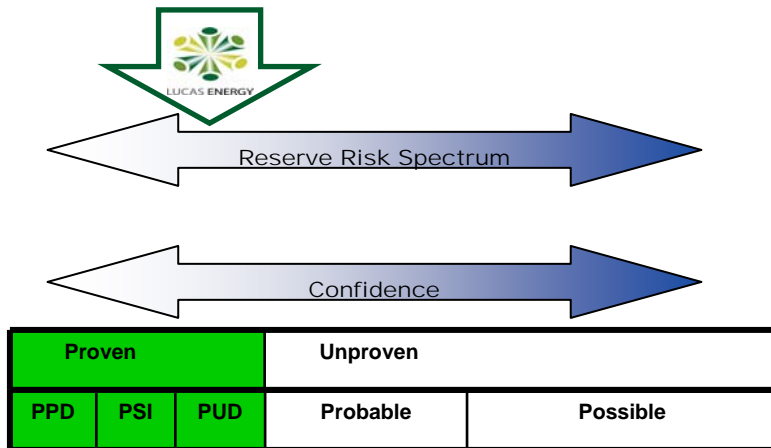 LUCAS ENERGY
Reserve Risk Spectrum
Confidence
Proven Unproven
PPD PSI PUD Probable Possible